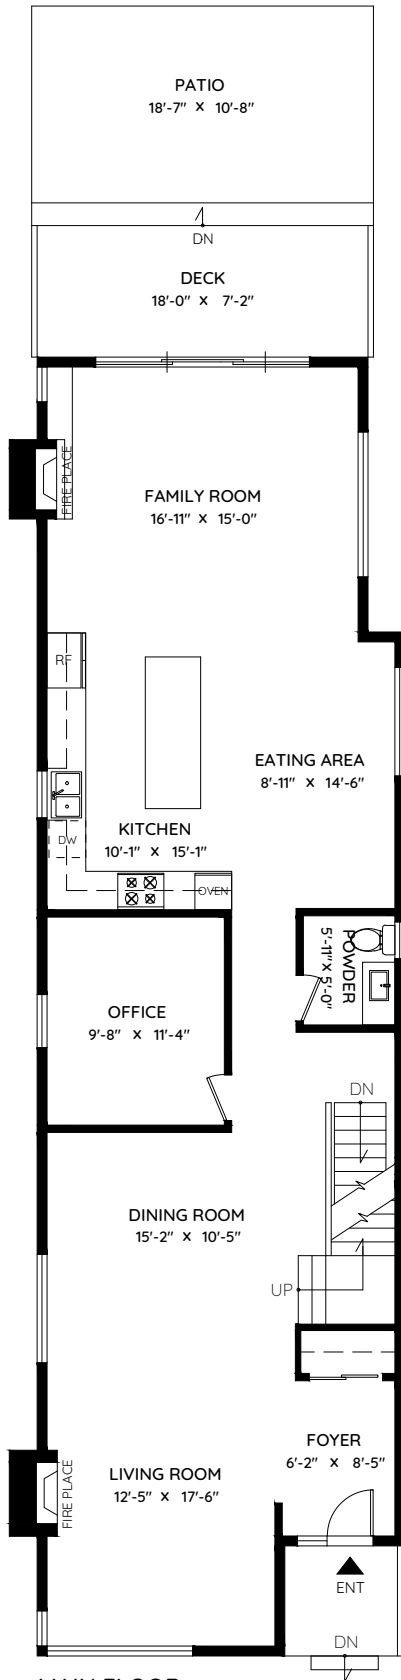 PATIO
18'-7" x 10'-8"
DN
DECK
18'-0" x 7'-2"
FIRE PLACE
FAMILY ROOM
16'-11" x 15'-0"
RF
EATING AREA
8'-11" x 14'-6"
KITCHEN
10'-1" x 15'-1"
DW
OVEN
POWDER
5'-11" x 5'-0"
OFFICE
9'-8" x 11'-4"
DN
DINING ROOM
15'-2" x 10'-5"
UP
FOYER
6'-2" x 8'-5"
LIVING ROOM
12'-5" x 17'-6"
FIRE PLACE
ENT
DN
MAIN FLOOR